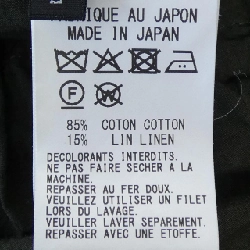 FABRIQUE AU JAPON
MADE IN JAPAN
F W
85% COTON COTTON
15% LIN LINEN
DECOLORANTS INTERDITS.
NE PAS FAIRE SECHER A LA
MACHINE.
REPASSER AU FER DOUX.
VEUILLEZ UTILISER UN FILET
LORS DU LAVAGE.
VEUILLER LAVER SEPAREMENT.
REPASSER AVEC UNE ETOFFE.